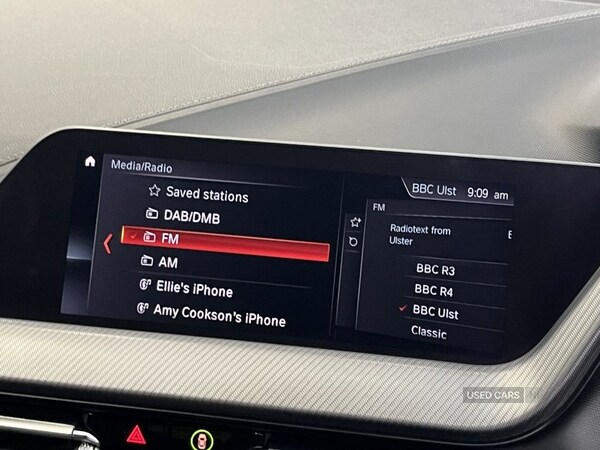 Media/Radio
Saved stations
DAB/DMB
FM
AM
Ellie's iPhone
Amy Cookson's iPhone
BBC Ulst 9:09 am
FM
Radiotext from
Ulster
BBC R3
BBC R4
BBC Ulst
Classic
USED CARS